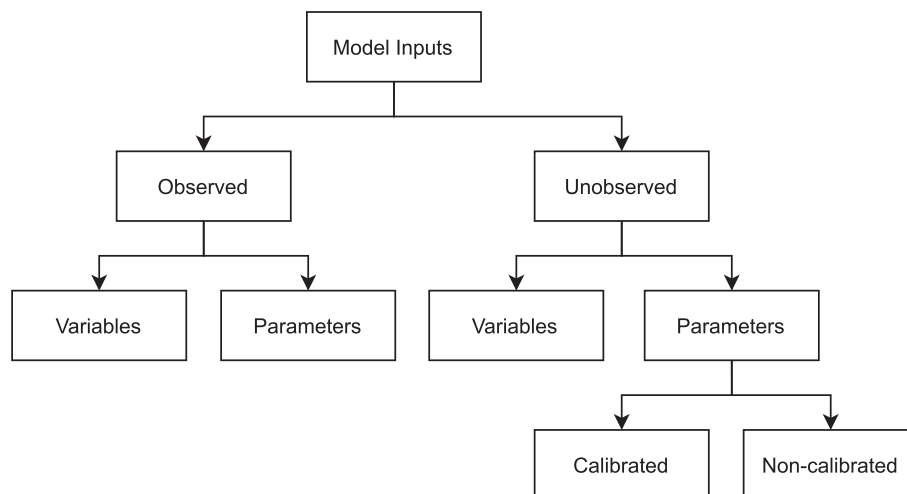 Model Inputs
Observed
Unobserved
Variables
Parameters
Variables
Parameters
Calibrated
Non-calibrated